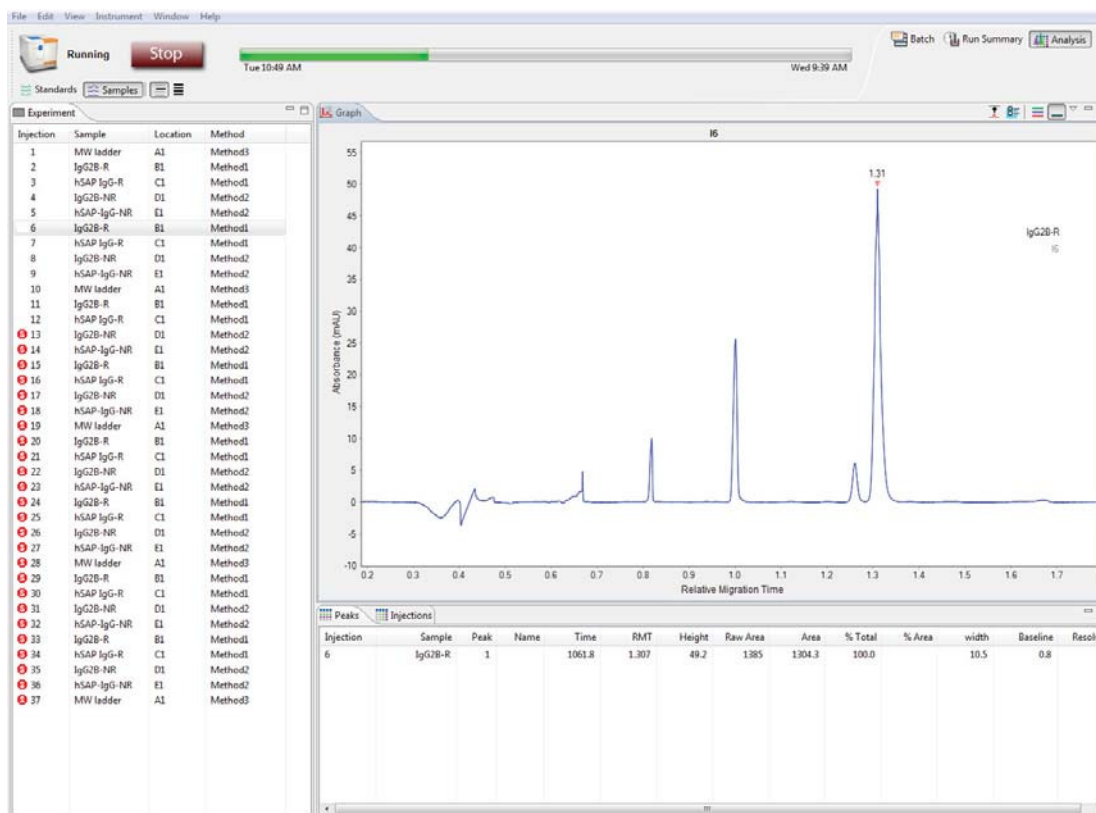 File Edit View Instrument Window Help
Running Stop Batch Run Summary Analysis
Tue 10:49 AM Wed 9:39 AM
Standards Samples
Experiment
Injection Sample Location Method
1 MW ladder A1 Method3
2 IgG2B-R B1 Method1
3 hSAP IgG-R C1 Method1
4 IgG2B-NR D1 Method2
5 hSAP-IgG-NR E1 Method2
6 IgG2B-R B1 Method1
7 hSAP IgG-R C1 Method1
8 IgG2B-NR D1 Method2
9 hSAP-IgG-NR E1 Method2
10 MW ladder A1 Method3
11 IgG2B-R B1 Method1
12 hSAP IgG-R C1 Method1
S 13 IgG2B-NR D1 Method2
S 14 hSAP-IgG-NR E1 Method2
S 15 IgG2B-R B1 Method1
S 16 hSAP IgG-R C1 Method1
S 17 IgG2B-NR D1 Method2
S 18 hSAP-IgG-NR E1 Method2
S 19 MW ladder A1 Method3
S 20 IgG2B-R B1 Method1
S 21 hSAP IgG-R C1 Method1
S 22 IgG2B-NR D1 Method2
S 23 hSAP-IgG-NR E1 Method2
S 24 IgG2B-R B1 Method1
S 25 hSAP IgG-R C1 Method1
S 26 IgG2B-NR D1 Method2
S 27 hSAP-IgG-NR E1 Method2
S 28 MW ladder A1 Method3
S 29 IgG2B-R B1 Method1
S 30 hSAP IgG-R C1 Method1
S 31 IgG2B-NR D1 Method2
S 32 hSAP-IgG-NR E1 Method2
S 33 IgG2B-R B1 Method1
S 34 hSAP IgG-R C1 Method1
S 35 IgG2B-NR D1 Method2
S 36 hSAP-IgG-NR E1 Method2
S 37 MW ladder A1 Method3
Graph
I6
55
50
45
40
35
30
25
20
15
10
5
0
-5
-10
Absorbance (mAU)
1.31
IgG2B-R
I6
0.2 0.3 0.4 0.5 0.6 0.7 0.8 0.9 1.0 1.1 1.2 1.3 1.4 1.5 1.6 1.7
Relative Migration Time
Peaks Injections
Injection Sample Peak Name Time RMT Height Raw Area Area % Total % Area width Baseline Resol
6 IgG2B-R 1 1061.8 1.307 49.2 1385 1304.3 100.0 10.5 0.8